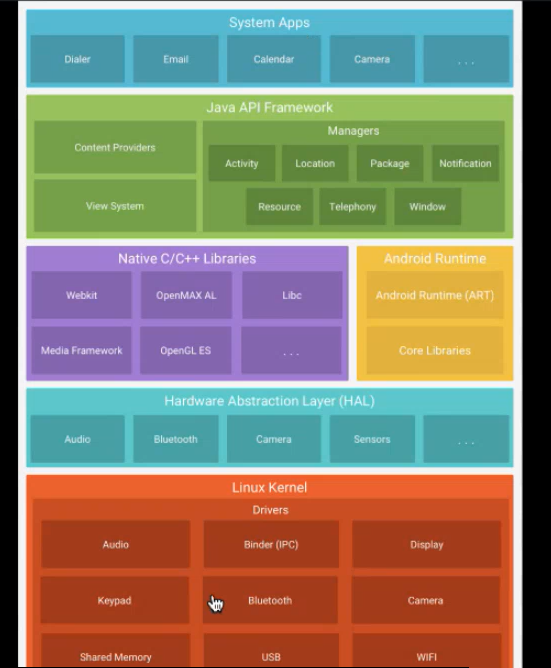 System Apps
Dialer Email Calendar Camera . . .
Java API Framework
Content Providers
View System
Managers
Activity Location Package Notification
Resource Telephony Window
Native C/C++ Libraries
Webkit OpenMAX AL Libc
Media Framework OpenGL ES . . .
Android Runtime
Android Runtime (ART)
Core Libraries
Hardware Abstraction Layer (HAL)
Audio Bluetooth Camera Sensors . . .
Linux Kernel
Drivers
Audio Binder (IPC) Display
Keypad Bluetooth Camera
Shared Memory USB WIFI